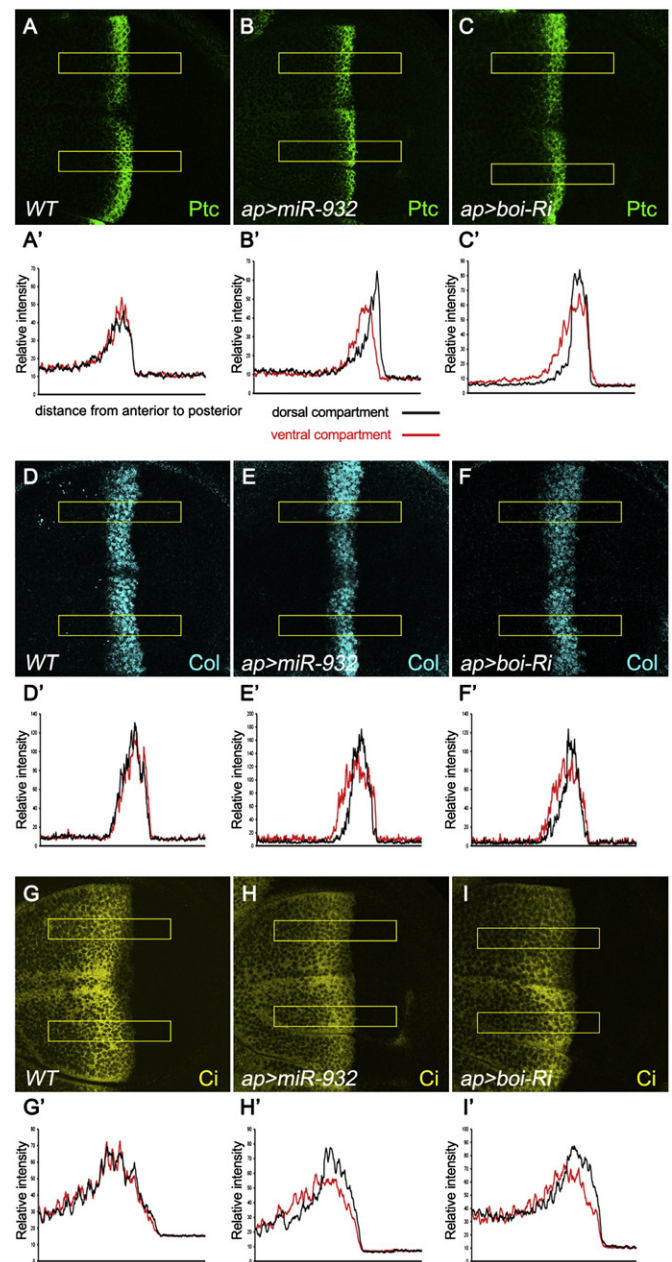 A B C
WT Ptc ap>miR-932 Ptc ap>boi-Ri Ptc
A' B' C'
Relative intensity Relative intensity Relative intensity
distance from anterior to posterior
dorsal compartment
ventral compartment
D E F
WT Col ap>miR-932 Col ap>boi-Ri Col
D' E' F'
Relative intensity Relative intensity Relative intensity
G H I
WT Ci ap>miR-932 Ci ap>boi-Ri Ci
G' H' I'
Relative intensity Relative intensity Relative intensity